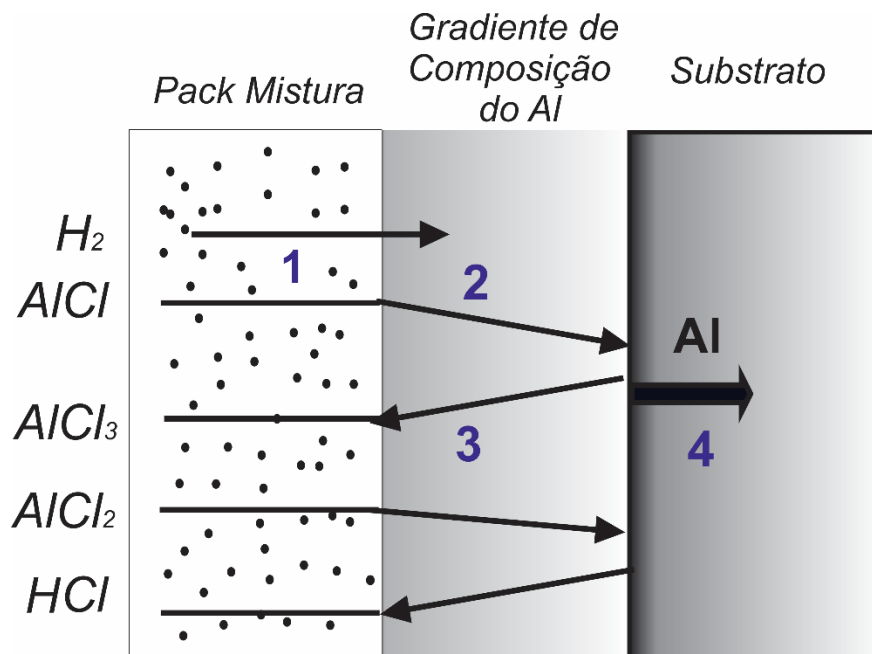 Pack Mistura
Gradiente de
Composição
do Al
Substrato
H2
AlCl
AlCl3
AlCl2
HCl
1
2
3
Al
4